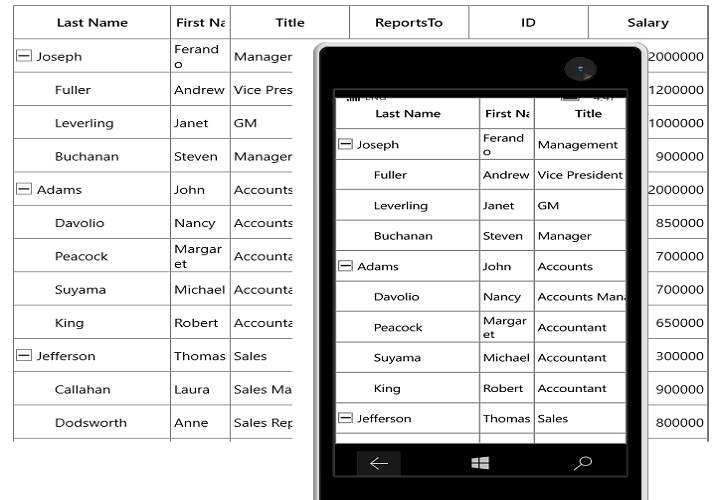 Last Name First Na Title ReportsTo ID Salary
Joseph Ferand
o Manager 2000000
Fuller Andrew Vice Pres 1200000
Leverling Janet GM 1000000
Buchanan Steven Manager 900000
Adams John Accounts 2000000
Davolio Nancy Accounts 850000
Peacock Margar
et Accounta 700000
Suyama Michael Accounta 700000
King Robert Accounta 650000
Jefferson Thomas Sales 300000
Callahan Laura Sales Ma 900000
Dodsworth Anne Sales Rep 800000
Last Name First Na Title
Joseph Ferand
o Management
Fuller Andrew Vice President
Leverling Janet GM
Buchanan Steven Manager
Adams John Accounts
Davolio Nancy Accounts Man
Peacock Margar
et Accountant
Suyama Michael Accountant
King Robert Accountant
Jefferson Thomas Sales